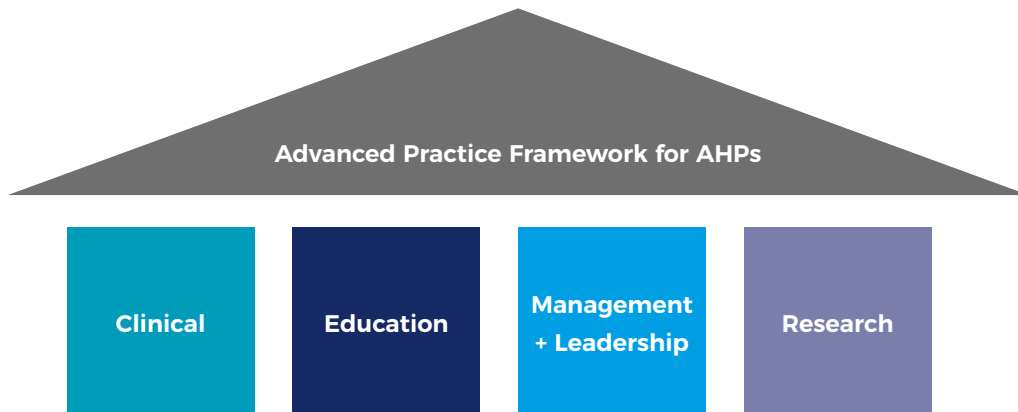 Advanced Practice Framework for AHPs
Clinical
Education
Management
+ Leadership
Research